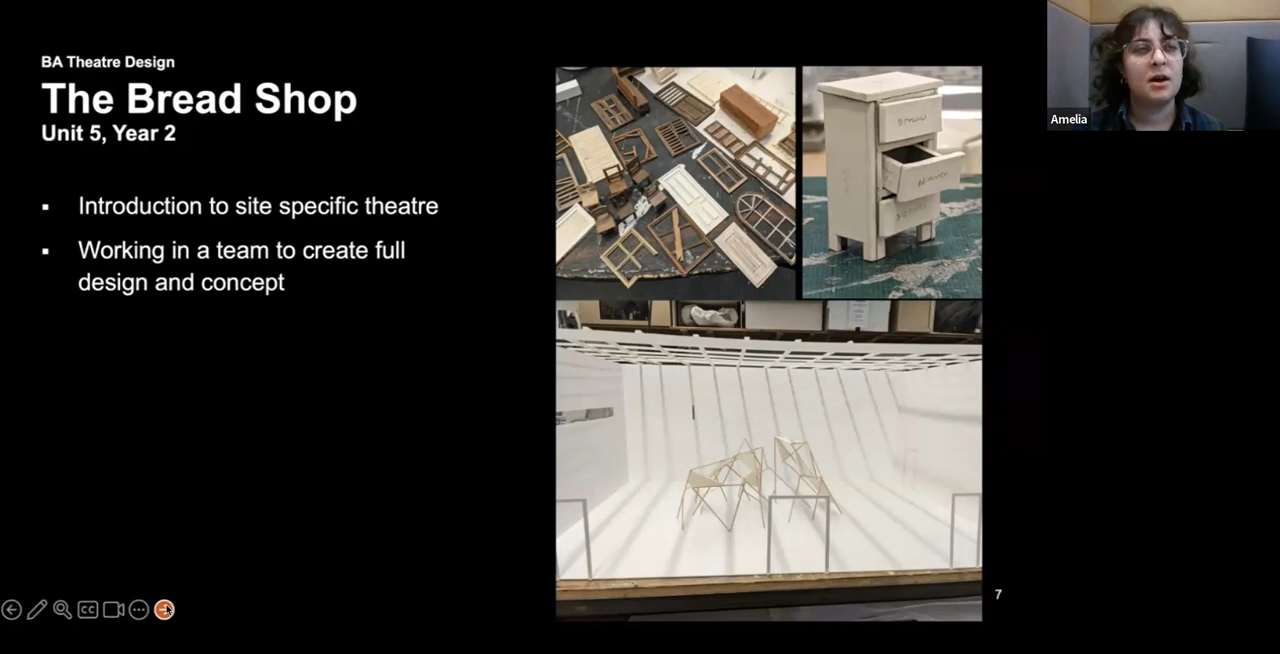 BA Theatre Design
The Bread Shop
Unit 5, Year 2
▪ Introduction to site specific theatre
▪ Working in a team to create full
design and concept
Amelia
CC
7